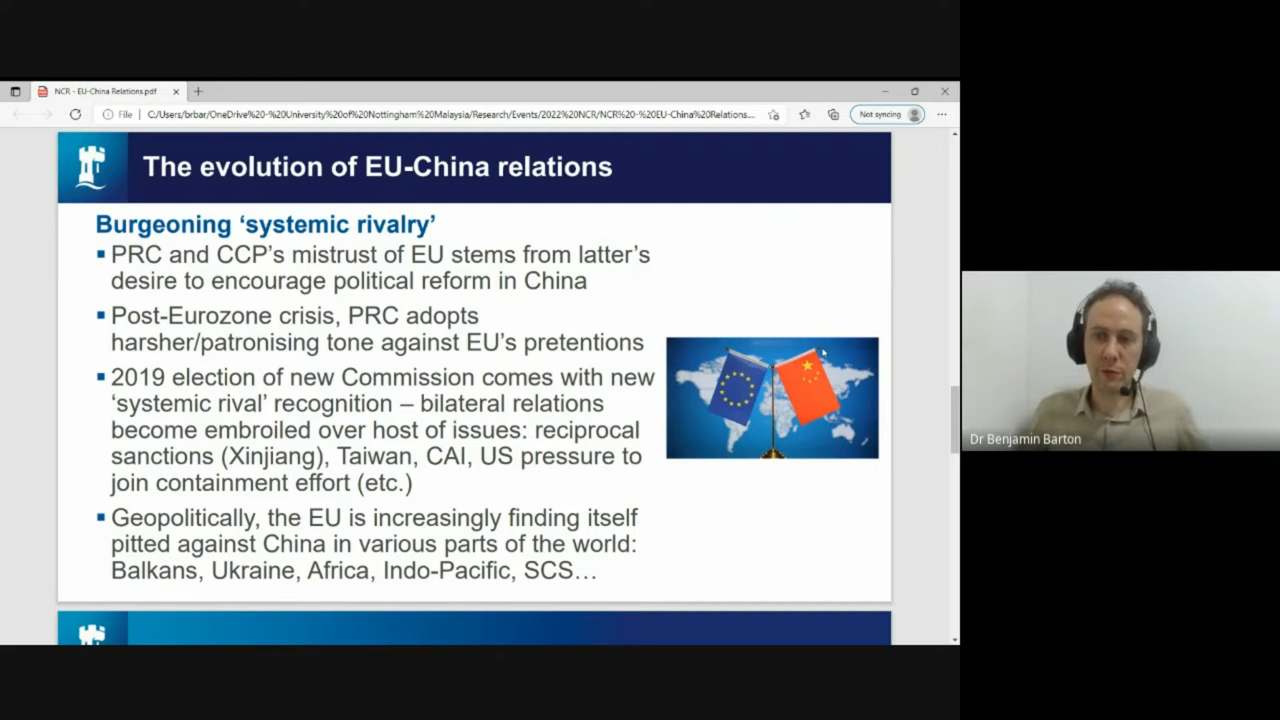 NCR - EU-China Relations.pdf
File
C:/Users/brbar/OneDrive%20-%20University%20of%20Nottingham%20Malaysia/Research/Events/2022%20NCR/NCR%20-%20EU-China%20Relations...
Not syncing
The evolution of EU-China relations
Burgeoning ‘systemic rivalry’
PRC and CCP’s mistrust of EU stems from latter’s
desire to encourage political reform in China
Post-Eurozone crisis, PRC adopts
harsher/patronising tone against EU’s pretentions
2019 election of new Commission comes with new
‘systemic rival’ recognition – bilateral relations
become embroiled over host of issues: reciprocal
sanctions (Xinjiang), Taiwan, CAI, US pressure to
join containment effort (etc.)
Geopolitically, the EU is increasingly finding itself
pitted against China in various parts of the world:
Balkans, Ukraine, Africa, Indo-Pacific, SCS…
Dr Benjamin Barton